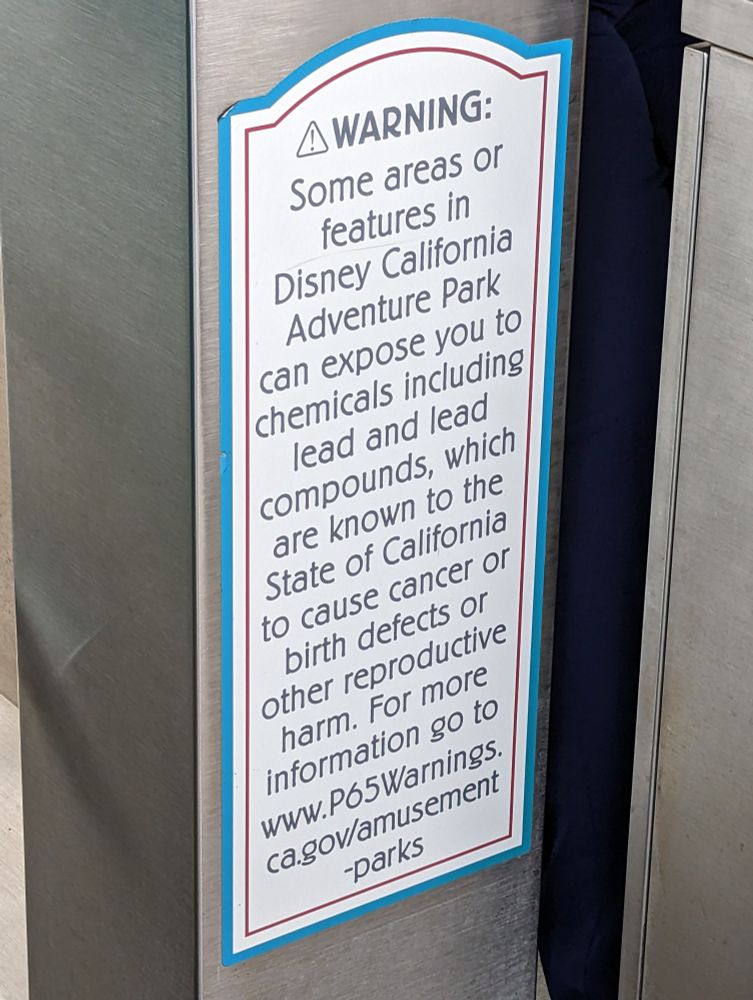 ⚠WARNING:
Some areas or
features in
Disney California
Adventure Park
can expose you to
chemicals including
lead and lead
compounds, which
are known to the
State of California
to cause cancer or
birth defects or
other reproductive
harm. For more
information go to
www.P65Warnings.
ca.gov/amusement
-parks